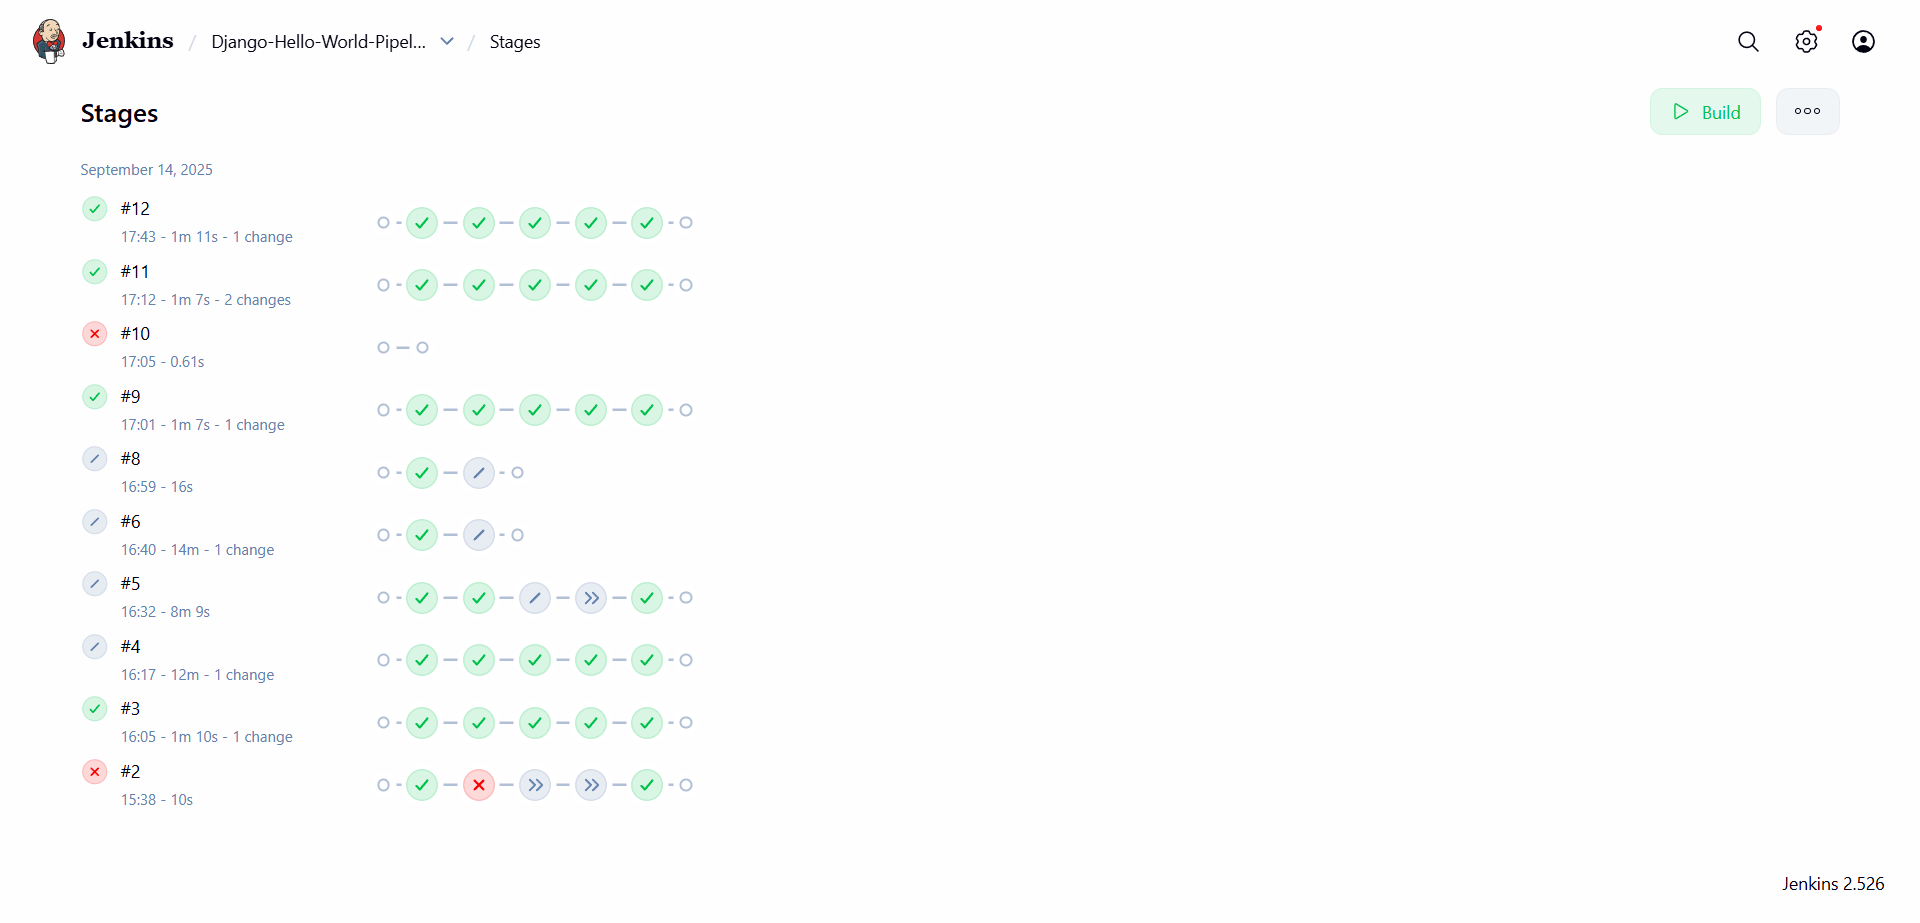 Jenkins / Django-Hello-World-Pipel... / Stages
Stages
Build
September 14, 2025
#12
17:43 - 1m 11s - 1 change
#11
17:12 - 1m 7s - 2 changes
#10
17:05 - 0.61s
#9
17:01 - 1m 7s - 1 change
#8
16:59 - 16s
#6
16:40 - 14m - 1 change
#5
16:32 - 8m 9s
#4
16:17 - 12m - 1 change
#3
16:05 - 1m 10s - 1 change
#2
15:38 - 10s
Jenkins 2.526